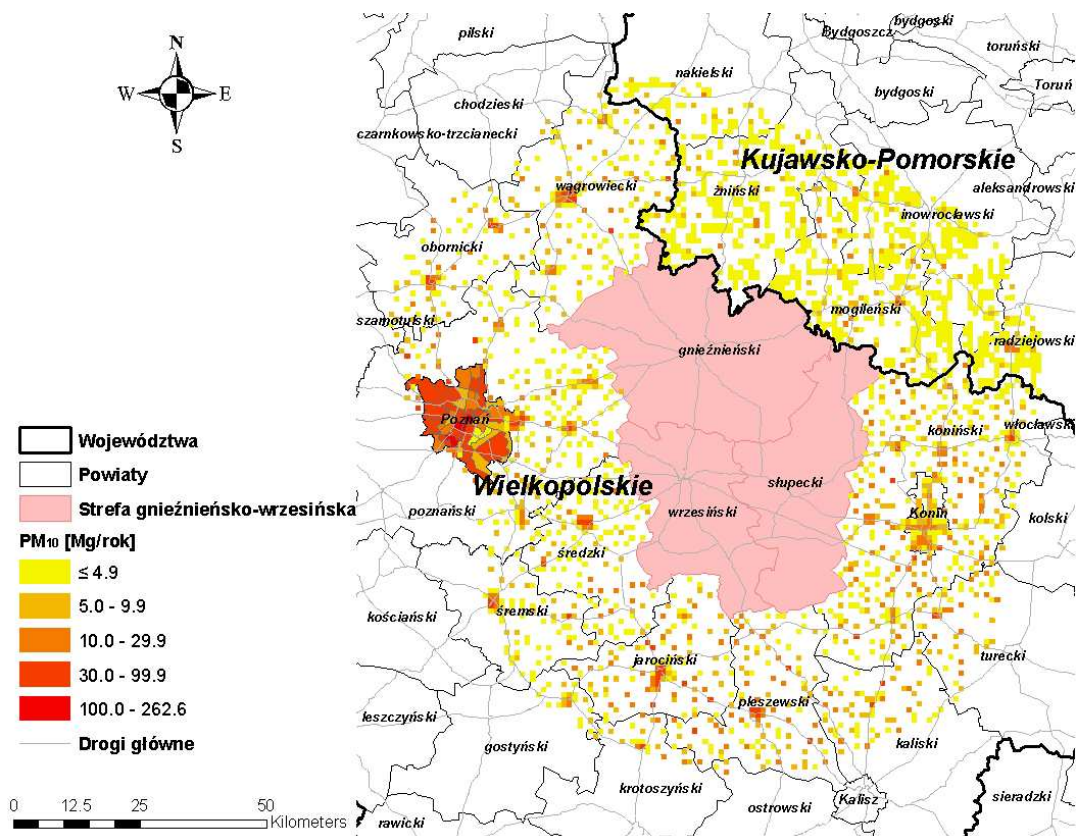 N
W E
S
Województwa
Powiaty
Strefa gnieźnieńsko-wrzesińska
PM10 [Mg/rok]
≤ 4.9
5.0 - 9.9
10.0 - 29.9
30.0 - 99.9
100.0 - 262.6
Drogi główne
0 12.5 25 50
Kilometers
pilski
nakielski
Bydgoszcz
bydgoski
toruński
chodzieski
bydgoski
Toruń
czarnkowsko-trzcianecki
Kujawsko-Pomorskie
wągrowiecki
żniński
aleksandrowski
inowrocławski
obornicki
szamotulski
mogileński
radziejowski
gnieźnieński
Poznań
koniński
włocławski
Wielkopolskie
słupecki
poznański
wrzesiński
Konin
kolski
średzki
kościański
śremski
jarociński
turecki
leszczyński
pleszewski
gostyński
kaliski
krotoszyński
Kalisz
sieradzki
rawicki
ostrowski